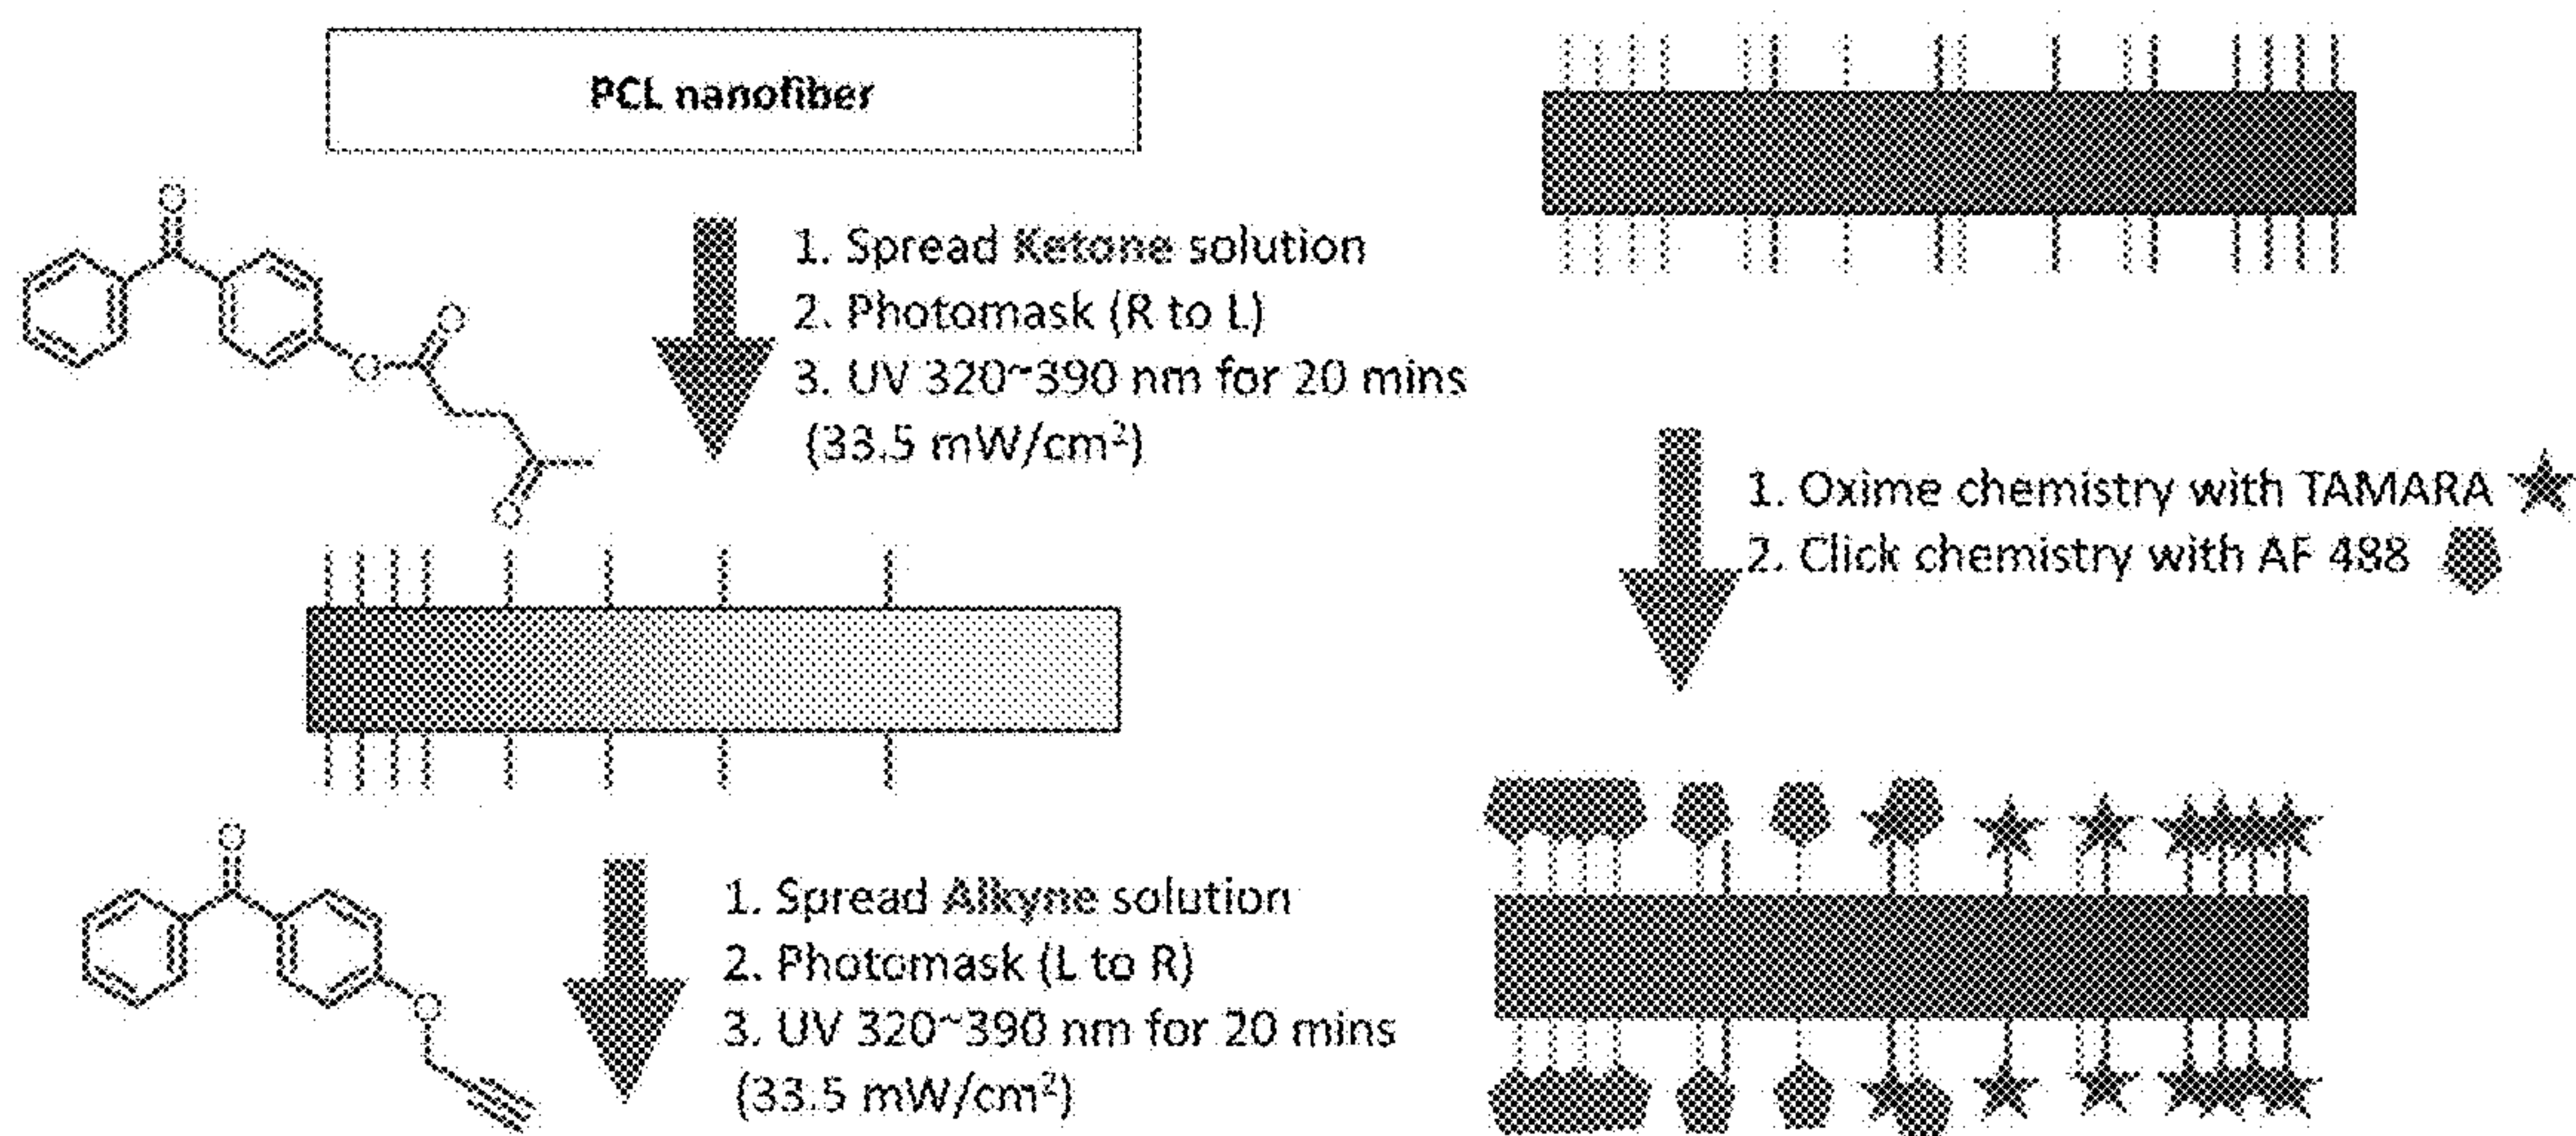 PCL nanofiber
1. Spread Ketone solution
2. Photomask (R to L)
3. UV 320~390 nm for 20 mins
(33.5 mW/cm²)
O
O
O
O
1. Spread Alkyne solution
2. Photomask (L to R)
3. UV 320~390 nm for 20 mins
(33.5 mW/cm²)
O
O
1. Oxime chemistry with TAMARA
2. Click chemistry with AF 488